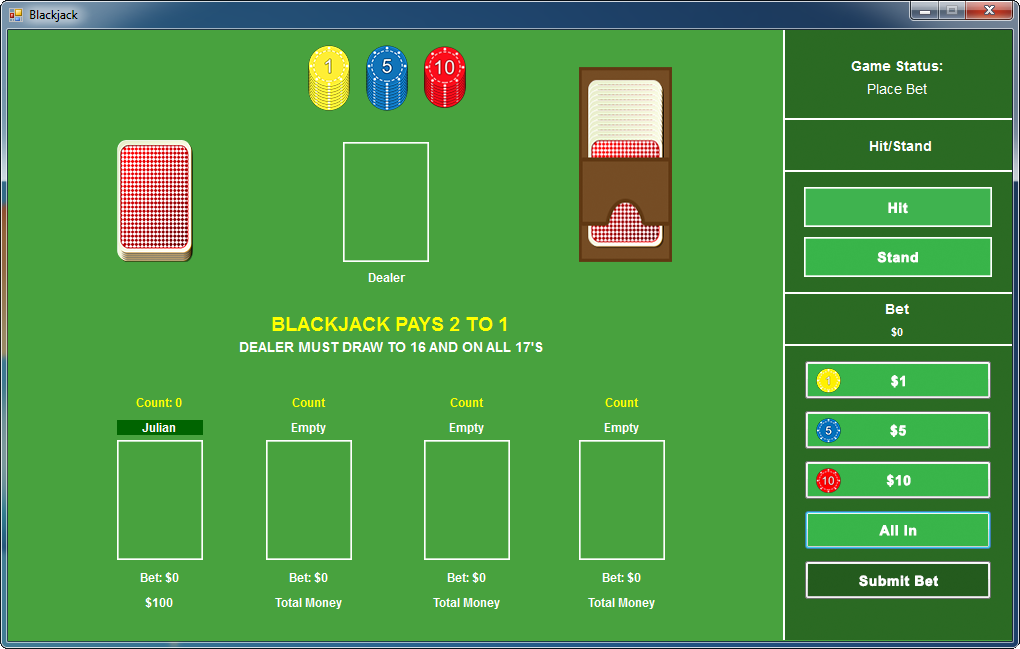 Blackjack
1 5 10
Dealer
BLACKJACK PAYS 2 TO 1
DEALER MUST DRAW TO 16 AND ON ALL 17'S
Count: 0 Count Count Count
Julian Empty Empty Empty
Bet: $0 Bet: $0 Bet: $0 Bet: $0
$100 Total Money Total Money Total Money
Game Status:
Place Bet
Hit/Stand
Hit
Stand
Bet
$0
1 $1
5 $5
10 $10
All In
Submit Bet